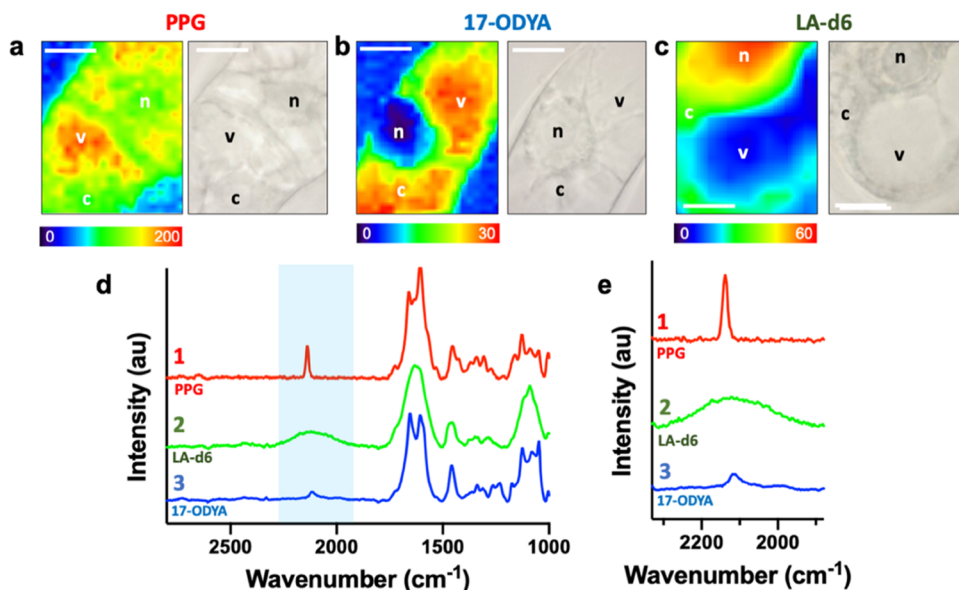 PPG
17-ODYA
LA-d6
a
n
v
c
n
v
c
b
v
n
c
v
n
c
c
n
c
v
n
c
v
0 200
0 30
0 60
d
Intensity (au)
1
PPG
2
LA-d6
3
17-ODYA
2500 2000 1500 1000
Wavenumber (cm⁻¹)
e
Intensity (au)
1
PPG
2
LA-d6
3
17-ODYA
2200 2000
Wavenumber (cm⁻¹)